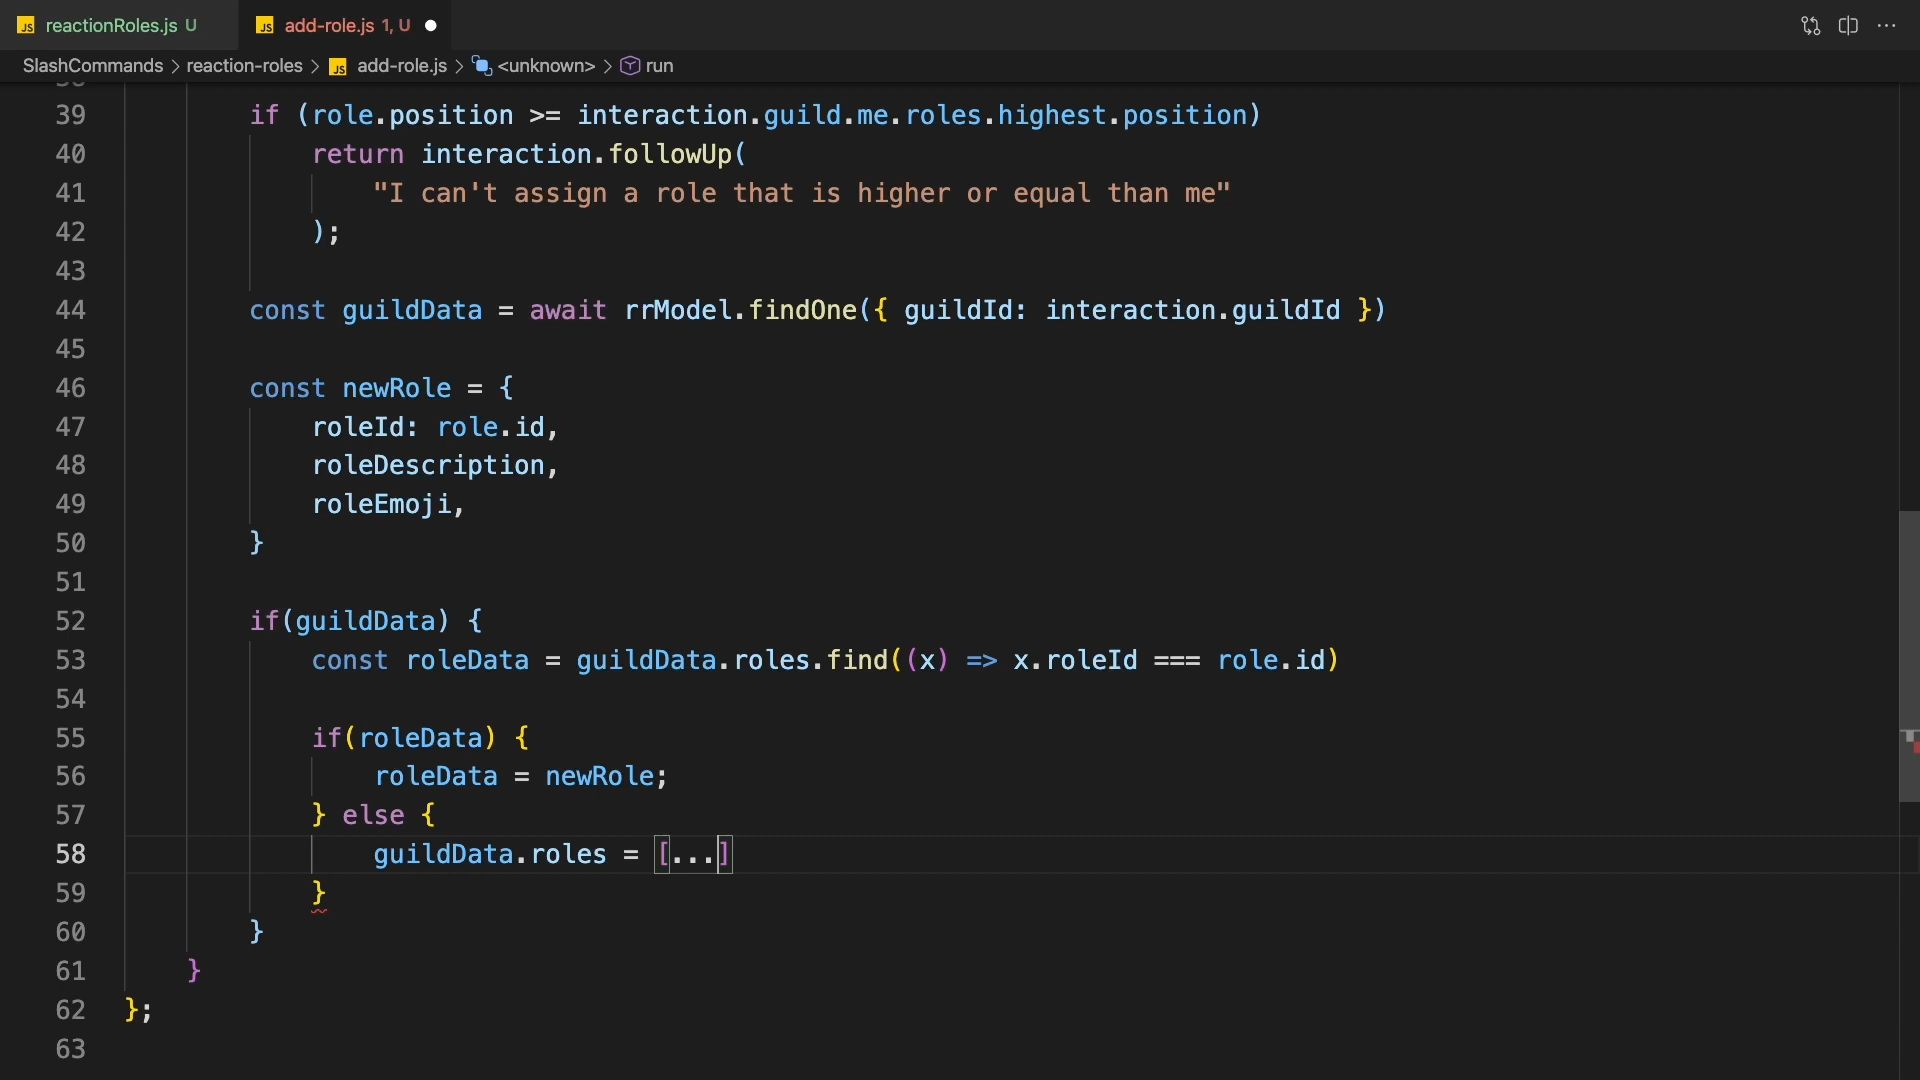 JS reactionRoles.js U JS add-role.js 1, U
SlashCommands > reaction-roles > JS add-role.js > <unknown> > run
39 if (role.position >= interaction.guild.me.roles.highest.position)
40 return interaction.followUp(
41 "I can't assign a role that is higher or equal than me"
42 );
43
44 const guildData = await rrModel.findOne({ guildId: interaction.guildId })
45
46 const newRole = {
47 roleId: role.id,
48 roleDescription,
49 roleEmoji,
50 }
51
52 if(guildData) {
53 const roleData = guildData.roles.find((x) => x.roleId === role.id)
54
55 if(roleData) {
56 roleData = newRole;
57 } else {
58 guildData.roles = [...]
59 }
60 }
61 }
62 };
63